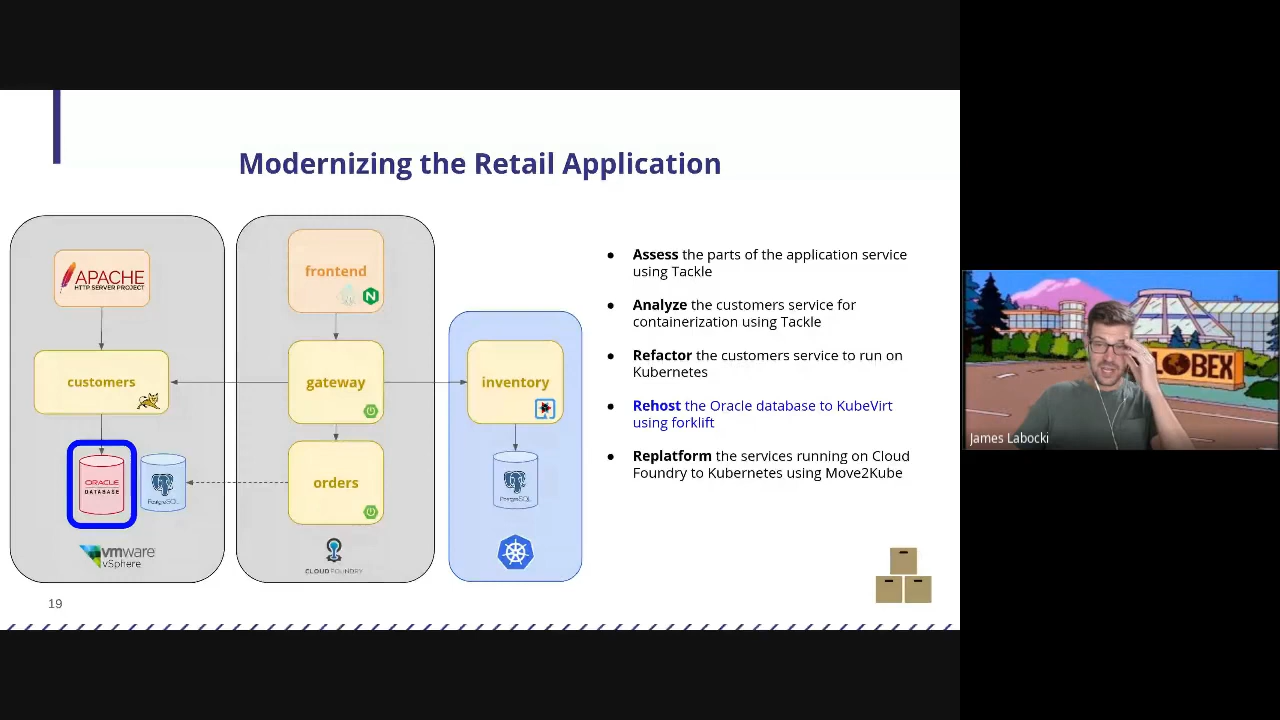 Modernizing the Retail Application
APACHE
HTTP SERVER PROJECT
customers
ORACLE
DATABASE
PostgreSQL
vmware
vSphere
frontend
gateway
orders
CLOUD FOUNDRY
inventory
PostgreSQL
● Assess the parts of the application service
using Tackle
● Analyze the customers service for
containerization using Tackle
● Refactor the customers service to run on
Kubernetes
● Rehost the Oracle database to KubeVirt
using forklift
● Replatform the services running on Cloud
Foundry to Kubernetes using Move2Kube
19
LOBEX
James Labocki